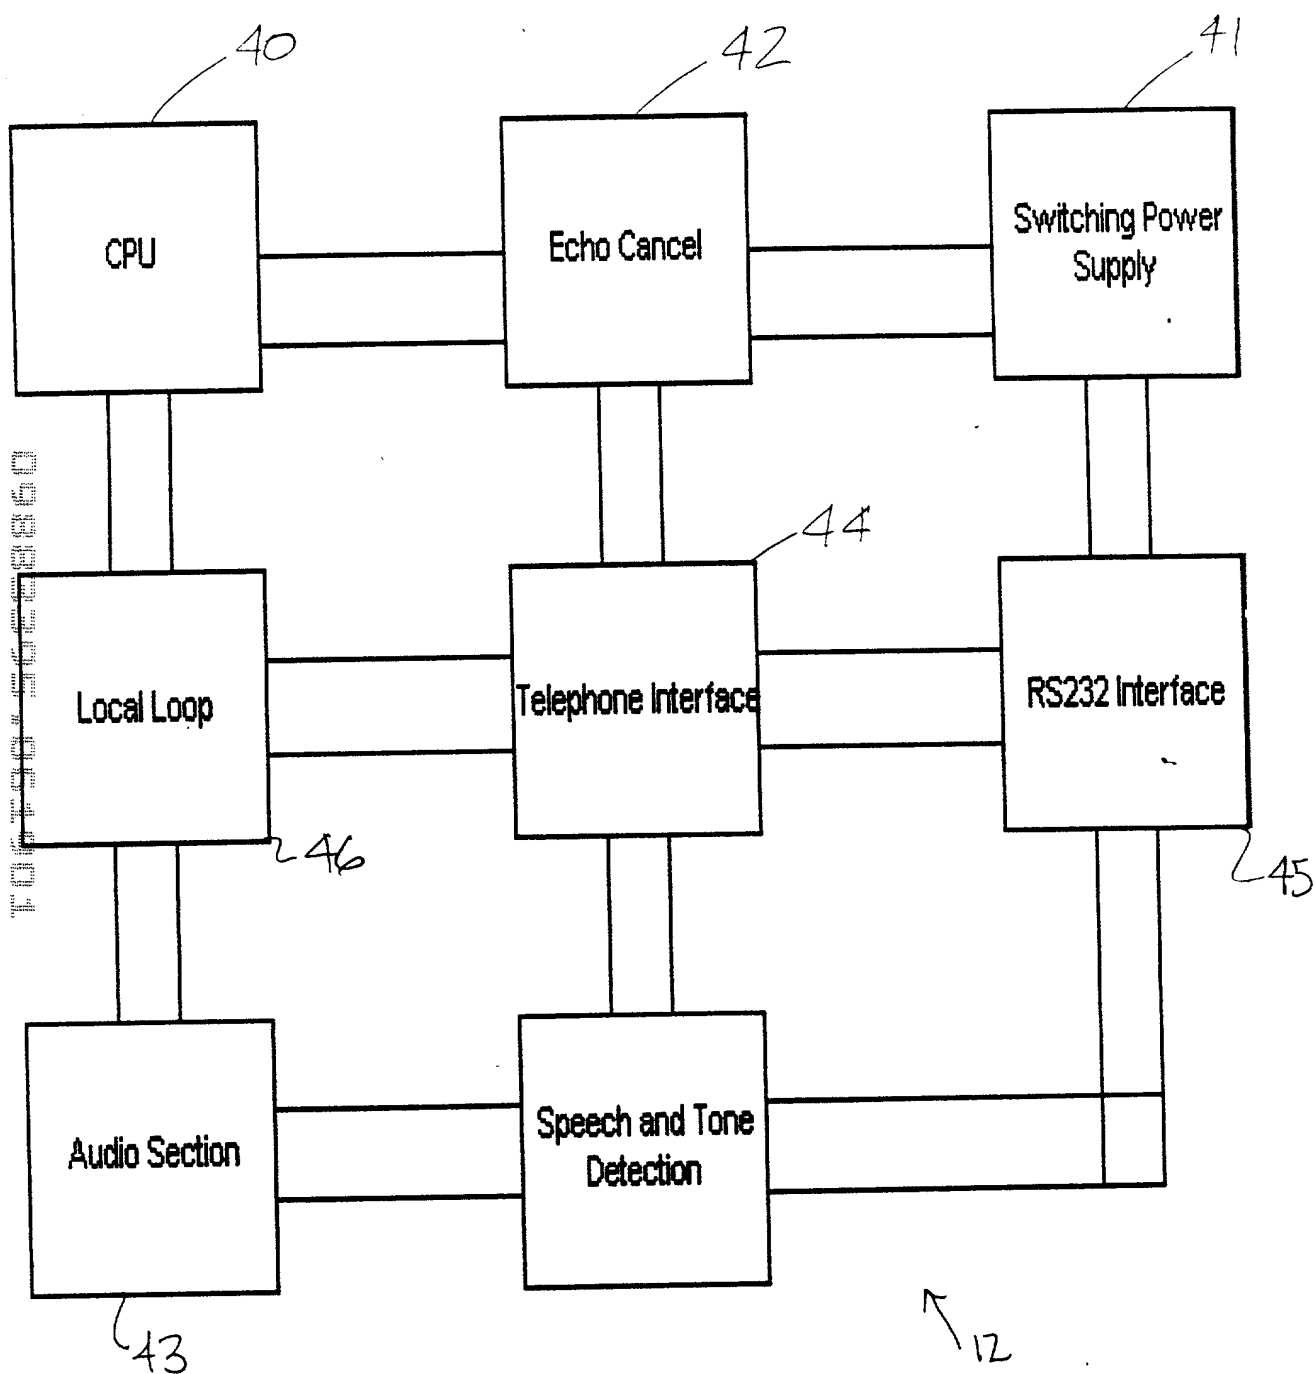 40
42
41
CPU
Echo Cancel
Switching Power
Supply
44
Local Loop
Telephone Interface
RS232 Interface
46
45
Audio Section
Speech and Tone
Detection
43
12